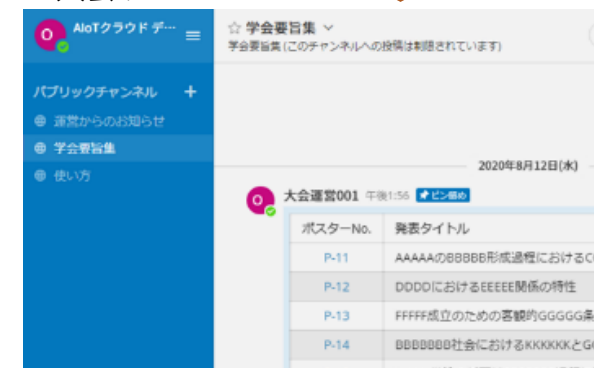 AIoTクラウド デ…
☆ 学会要旨集
学会要旨集 (このチャンネルへの投稿は制限されています)
パブリックチャンネル +
運営からのお知らせ
学会要旨集
使い方
2020年8月12日(水)
大会運営001 午後1:56 ピン留め
ポスターNo. 発表タイトル
P-11 AAAAAのBBBBB形成過程におけるC
P-12 DDDDにおけるEEEEE関係の特性
P-13 FFFFF成立のための客観的GGGGG条
P-14 BBBBBBB社会におけるKKKKKKとG